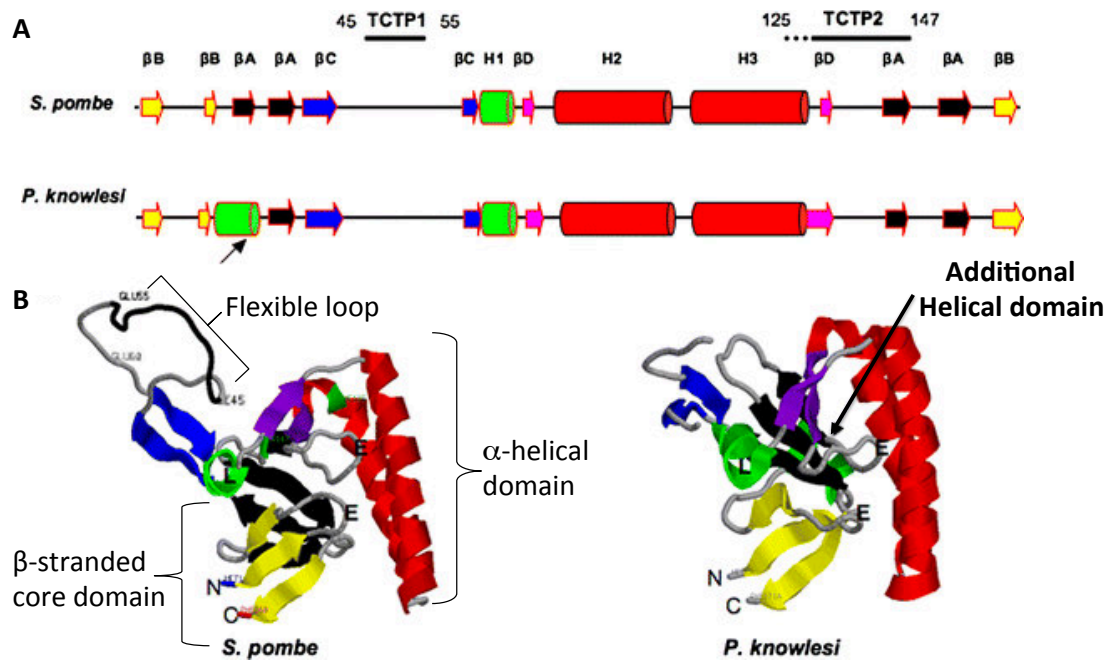 A
45 TCTP1 55
125 TCTP2 147
βB βB βA βA βC βC H1 βD H2 H3 βD βA βA βB
S. pombe
P. knowlesi
B
GLU55
Flexible loop
Additional
Helical domain
E
L
E
α-helical
domain
β-stranded
core domain
N
C
S. pombe
L
E
E
N
C
P. knowlesi